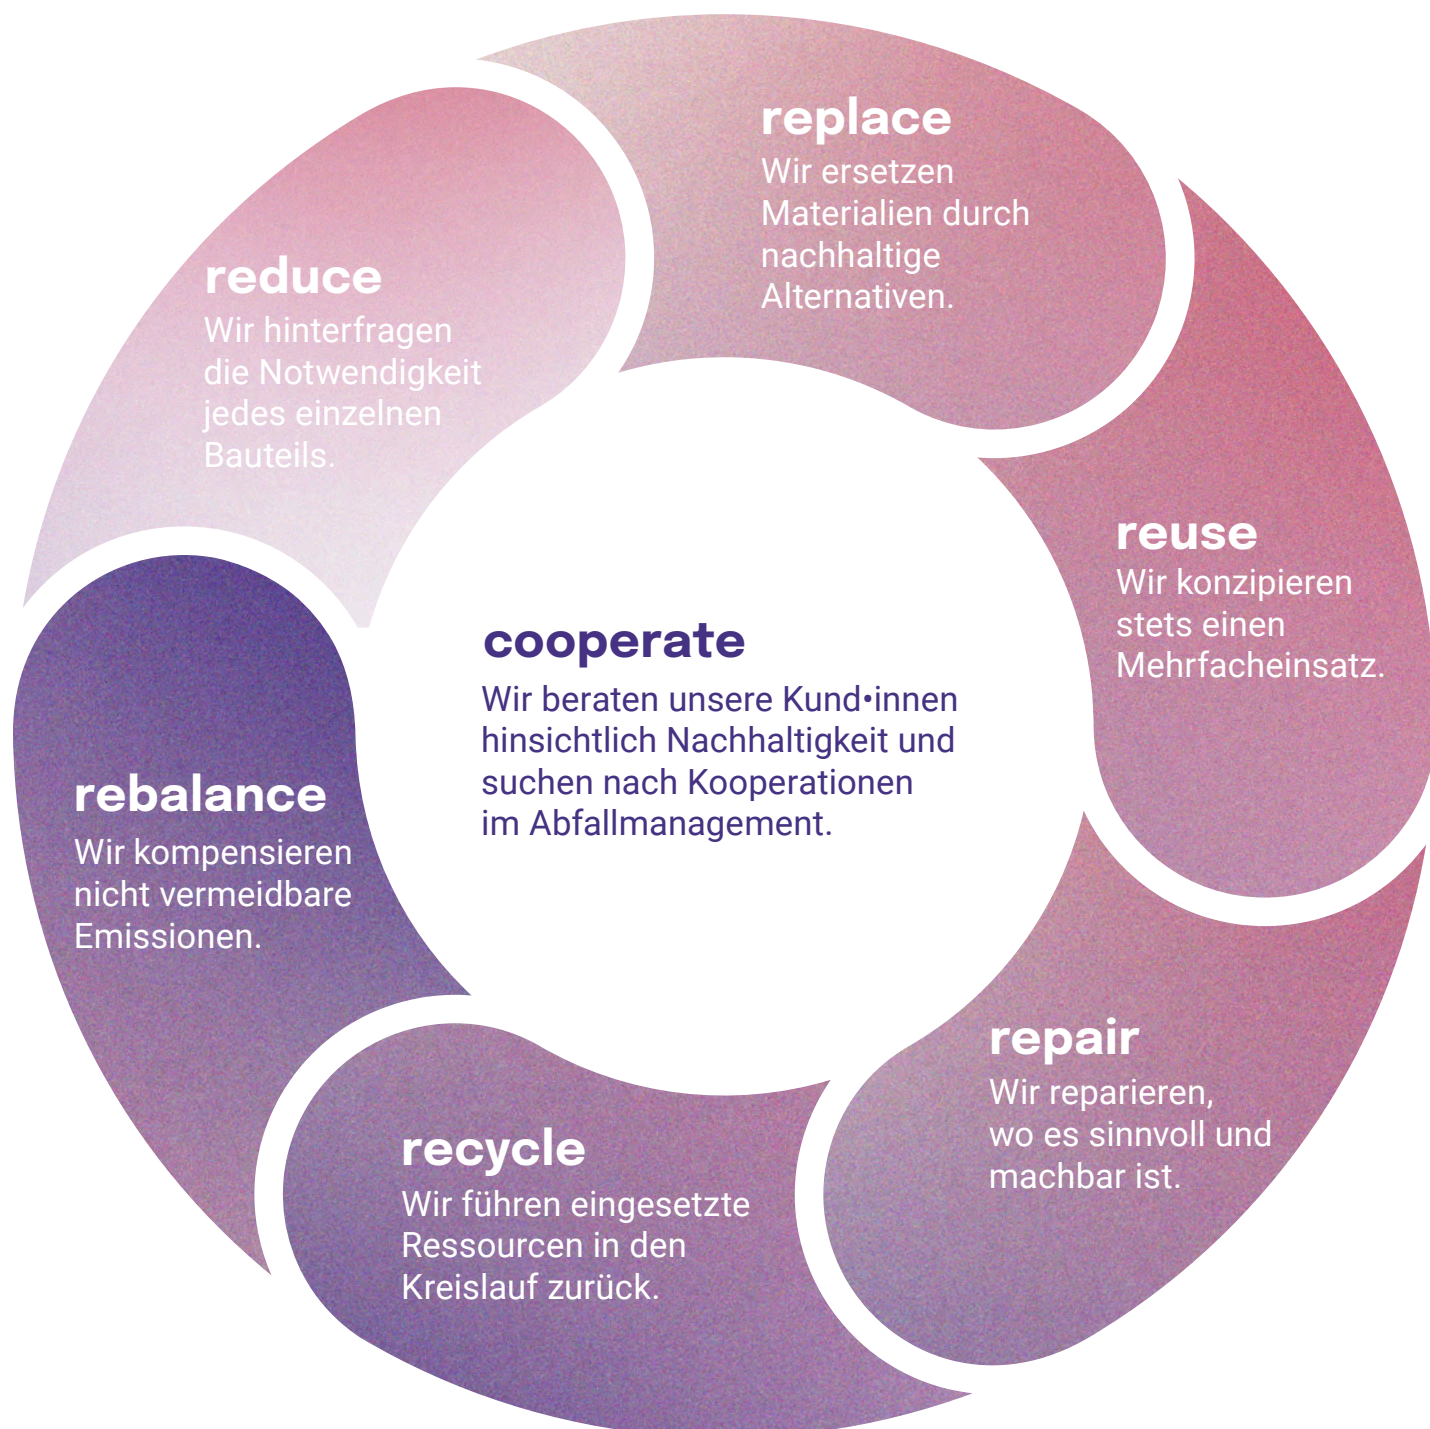 replace
Wir ersetzen
Materialien durch
nachhaltige
Alternativen.
reduce
Wir hinterfragen
die Notwendigkeit
jedes einzelnen
Bauteils.
reuse
Wir konzipieren
stets einen
Mehrfacheinsatz.
cooperate
Wir beraten unsere Kund•innen
hinsichtlich Nachhaltigkeit und
suchen nach Kooperationen
im Abfallmanagement.
rebalance
Wir kompensieren
nicht vermeidbare
Emissionen.
repair
Wir reparieren,
wo es sinnvoll und
machbar ist.
recycle
Wir führen eingesetzte
Ressourcen in den
Kreislauf zurück.